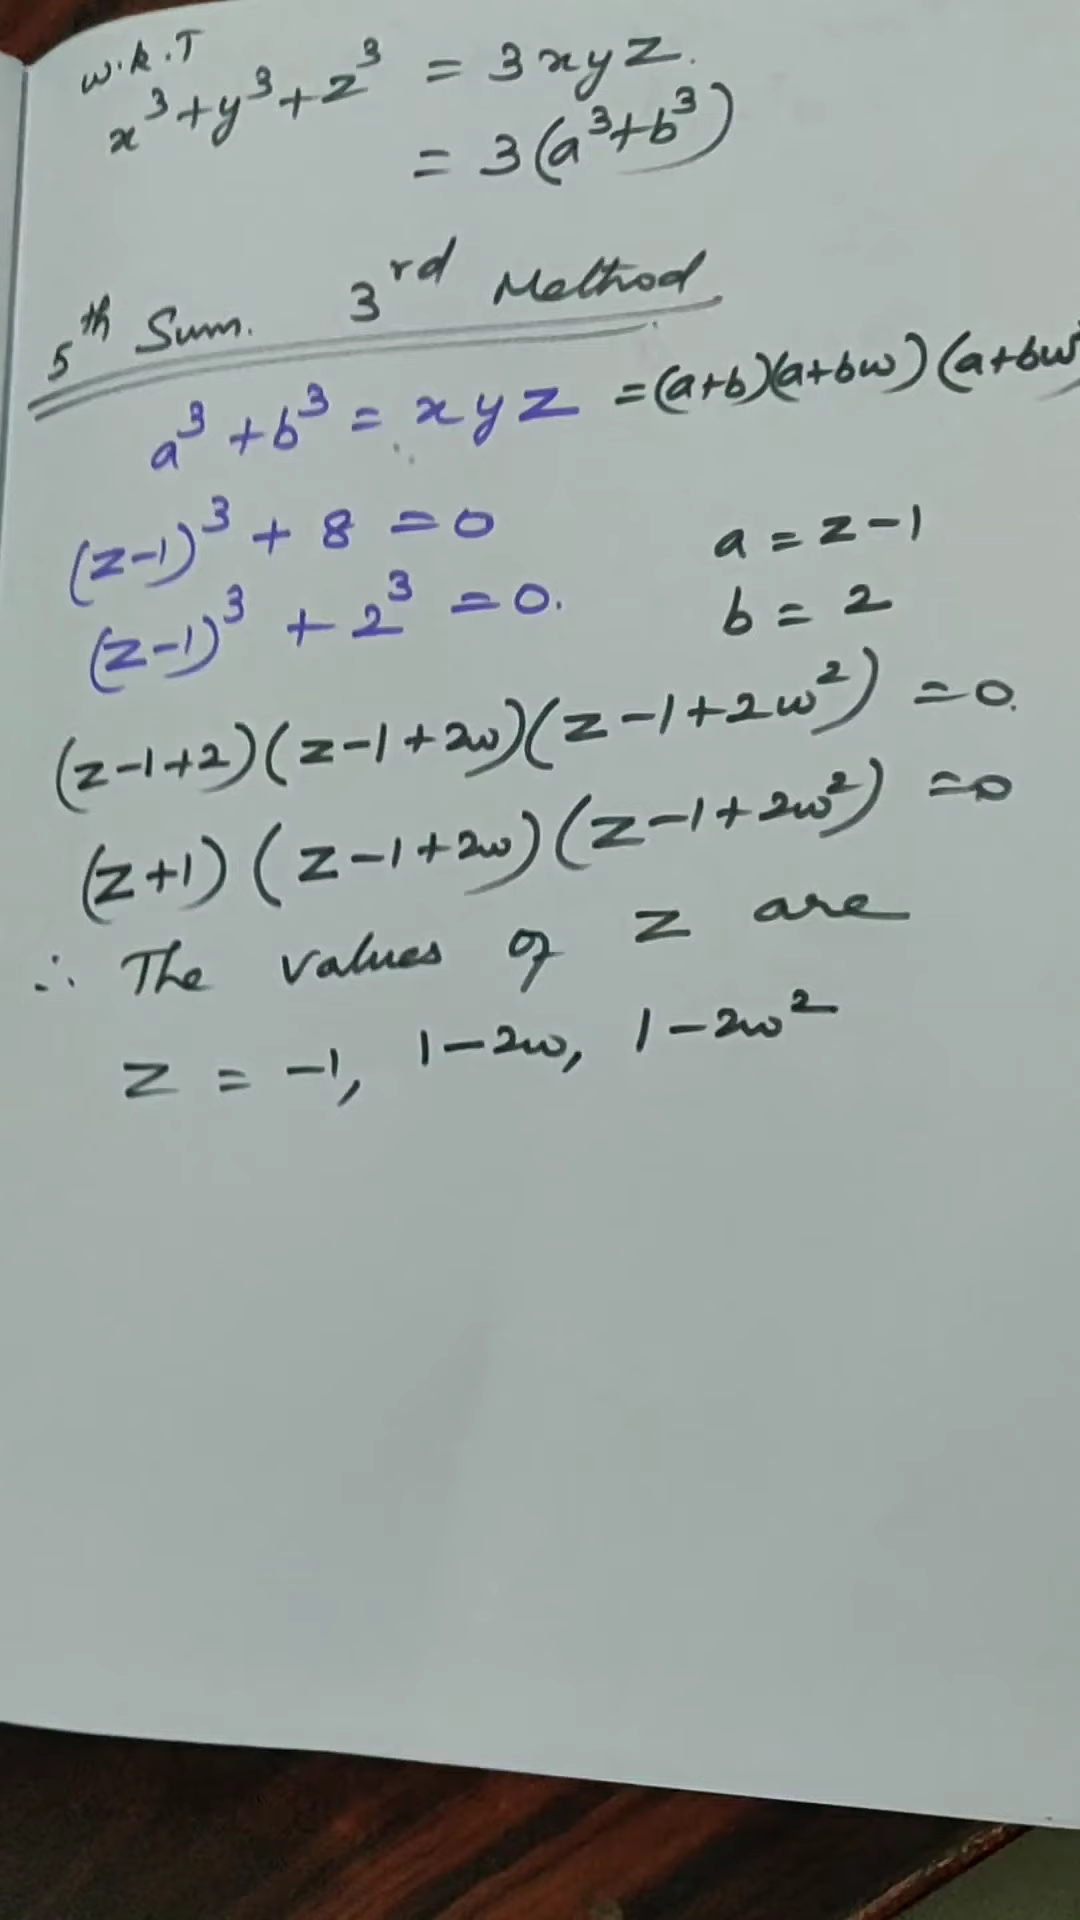 w.k.T
x³+y³+z³ = 3xyz.
= 3(a³+b³)
5th Sum. 3rd Method
a³+b³ = xyz =(a+b)(a+bω)(a+bω²
(z-1)³ + 8 = 0 a = z-1
(z-1)³ + 2³ = 0. b = 2
(z-1+2)(z-1+2ω)(z-1+2ω²) = 0.
(z+1)(z-1+2ω)(z-1+2ω²) = 0
∴ The values of z are
z = -1, 1-2ω, 1-2ω²